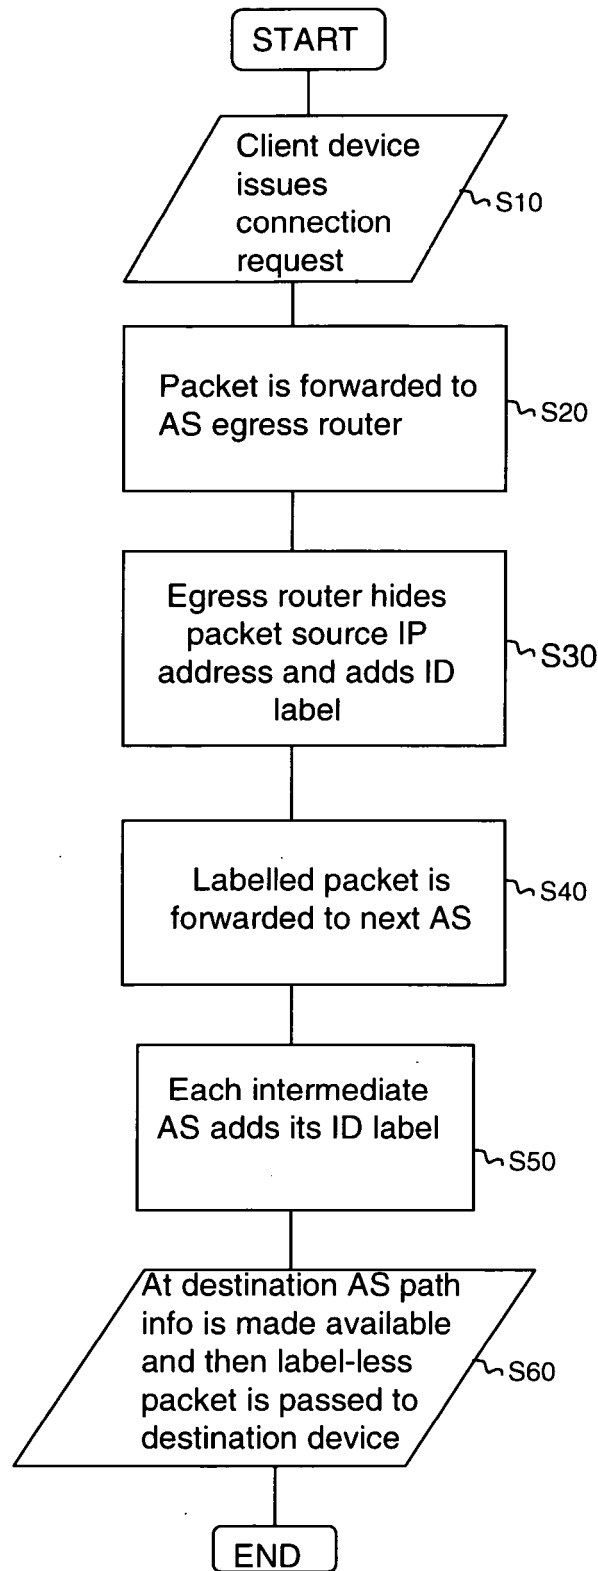 START
Client device
issues
connection
request
S10
Packet is forwarded to
AS egress router
S20
Egress router hides
packet source IP
address and adds ID
label
S30
Labelled packet is
forwarded to next AS
S40
Each intermediate
AS adds its ID label
S50
At destination AS path
info is made available
and then label-less
packet is passed to
destination device
S60
END